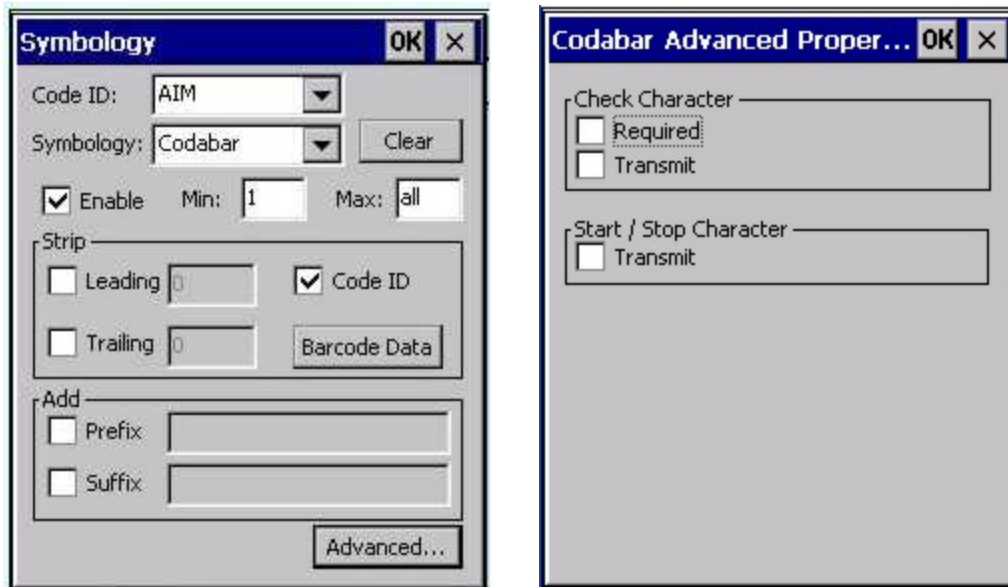 Symbology OK ×
Code ID: AIM
Symbology: Codabar Clear
Enable Min: 1 Max: all
Strip
Leading 0 Code ID
Trailing 0 Barcode Data
Add
Prefix
Suffix
Advanced...
Codabar Advanced Proper... OK ×
Check Character
Required
Transmit
Start / Stop Character
Transmit